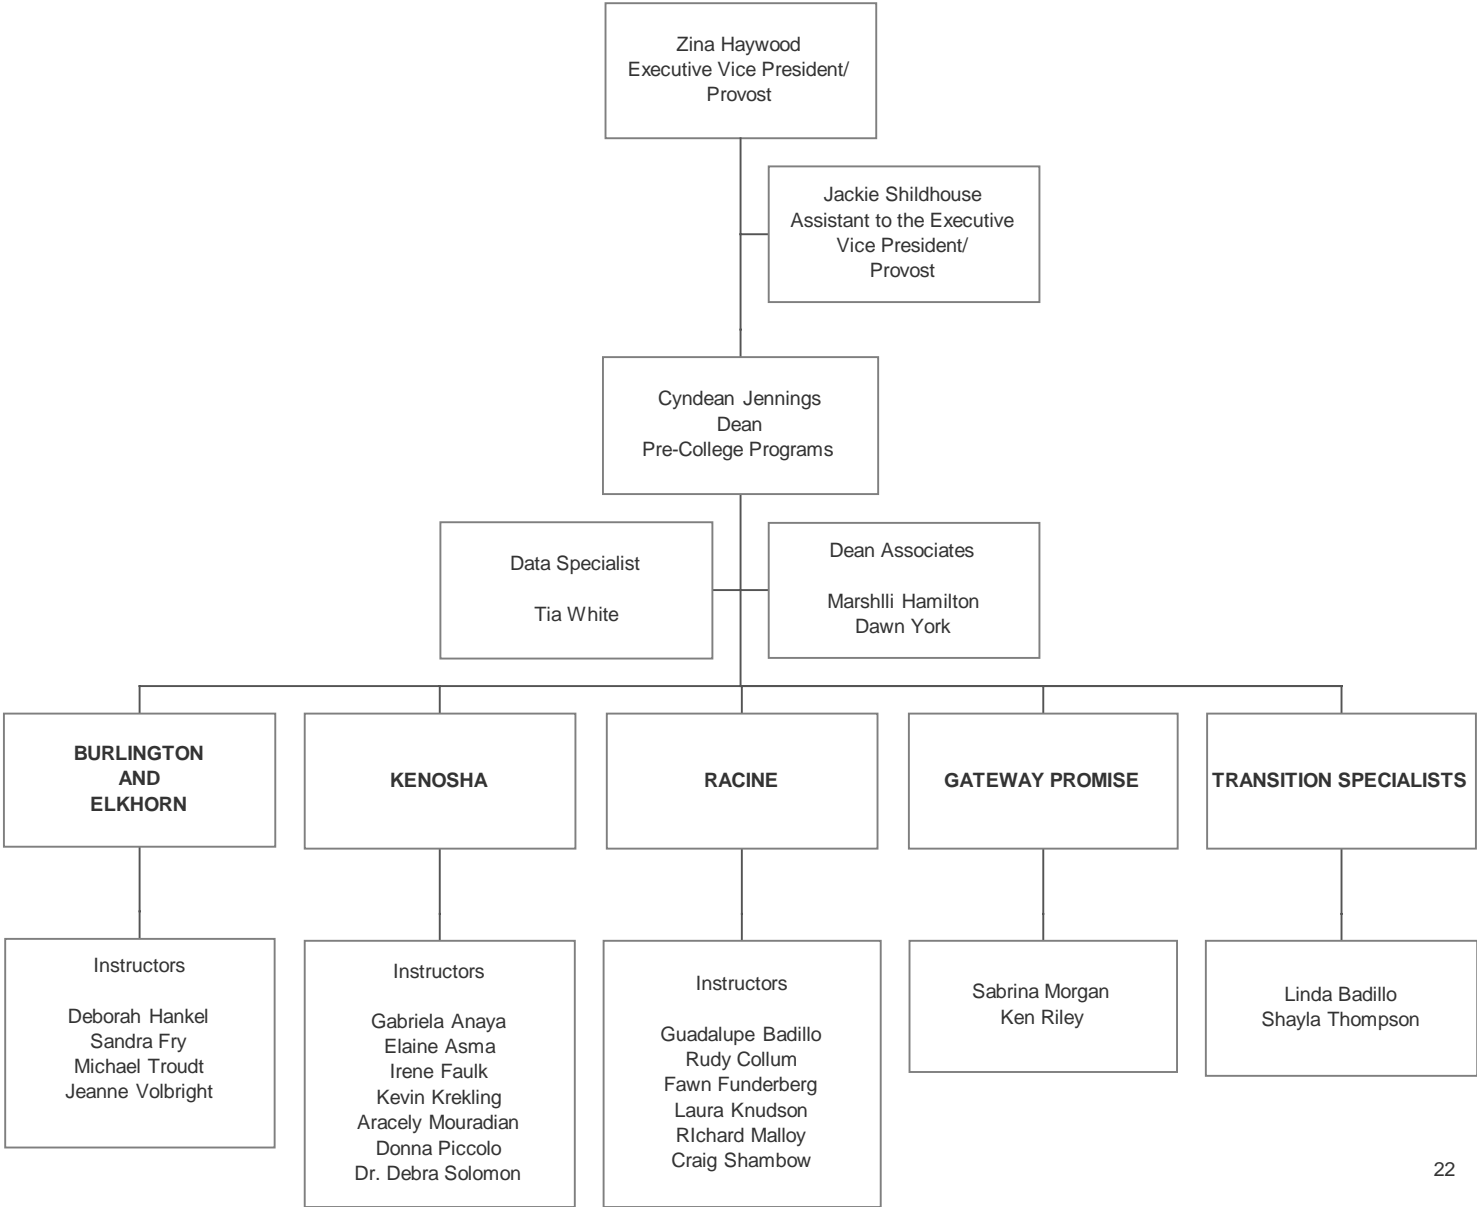 Zina Haywood
Executive Vice President/
Provost
Jackie Shildhouse
Assistant to the Executive
Vice President/
Provost
Cyndean Jennings
Dean
Pre-College Programs
Data Specialist
Tia White
Dean Associates
Marshlli Hamilton
Dawn York
BURLINGTON
AND
ELKHORN
KENOSHA
RACINE
GATEWAY PROMISE
TRANSITION SPECIALISTS
Instructors
Deborah Hankel
Sandra Fry
Michael Troudt
Jeanne Volbright
Instructors
Gabriela Anaya
Elaine Asma
Irene Faulk
Kevin Krekling
Aracely Mouradian
Donna Piccolo
Dr. Debra Solomon
Instructors
Guadalupe Badillo
Rudy Collum
Fawn Funderberg
Laura Knudson
RIchard Malloy
Craig Shambow
Sabrina Morgan
Ken Riley
Linda Badillo
Shayla Thompson
22